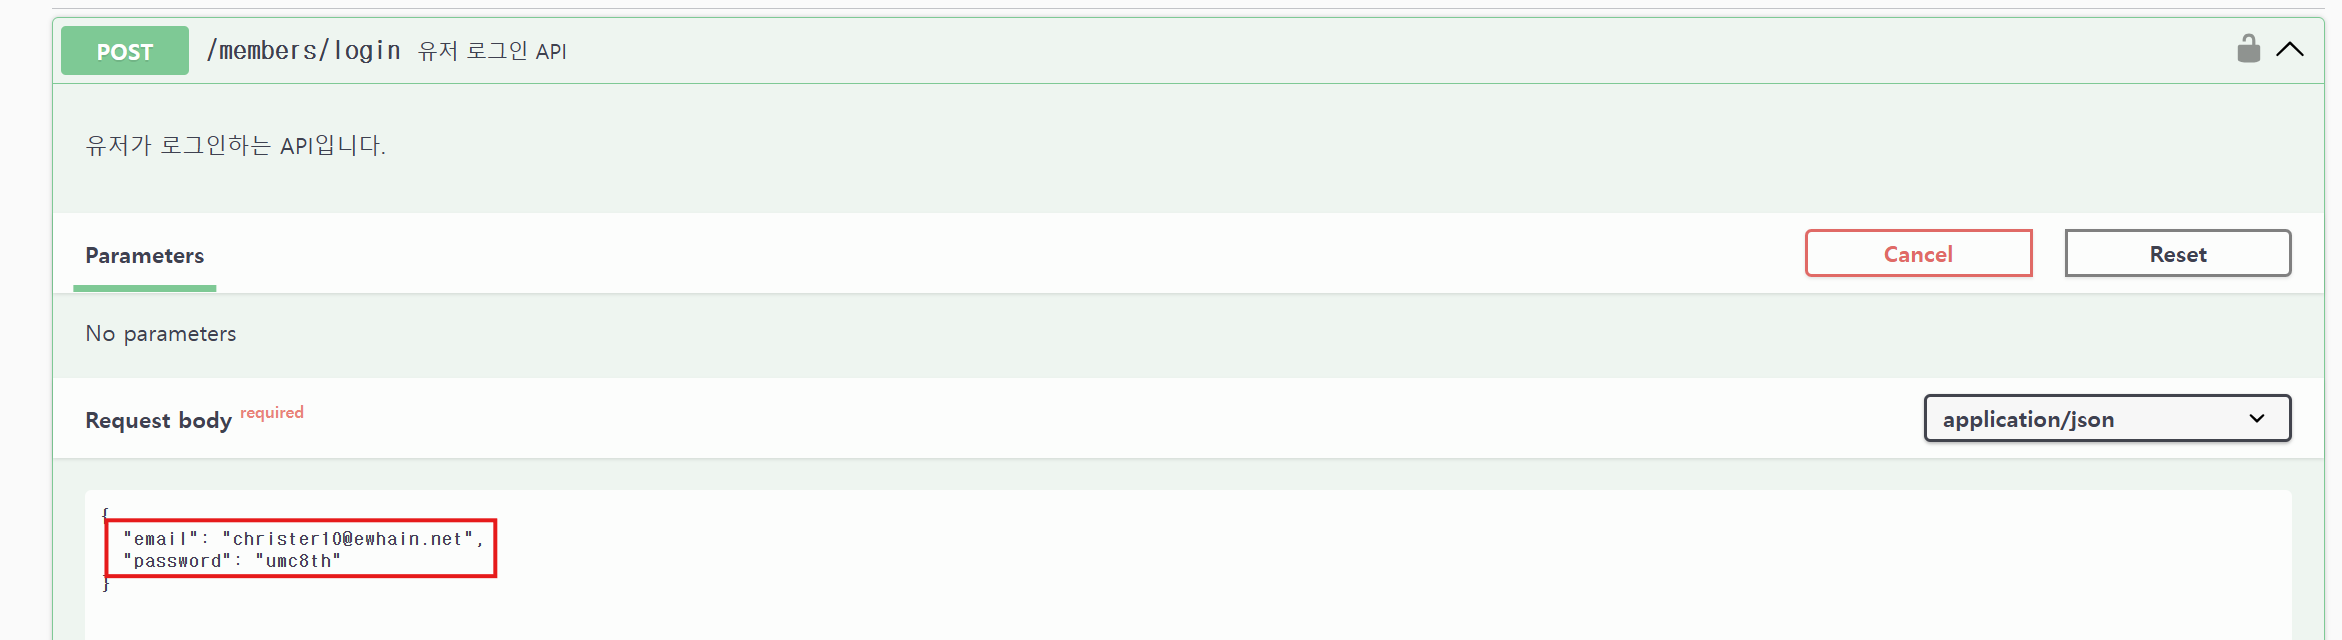 POST /members/login 유저 로그인 API
유저가 로그인하는 API입니다.
Parameters
Cancel
Reset
No parameters
Request body required
application/json
{
"email": "christer10@ewhain.net",
"password": "umc8th"
}